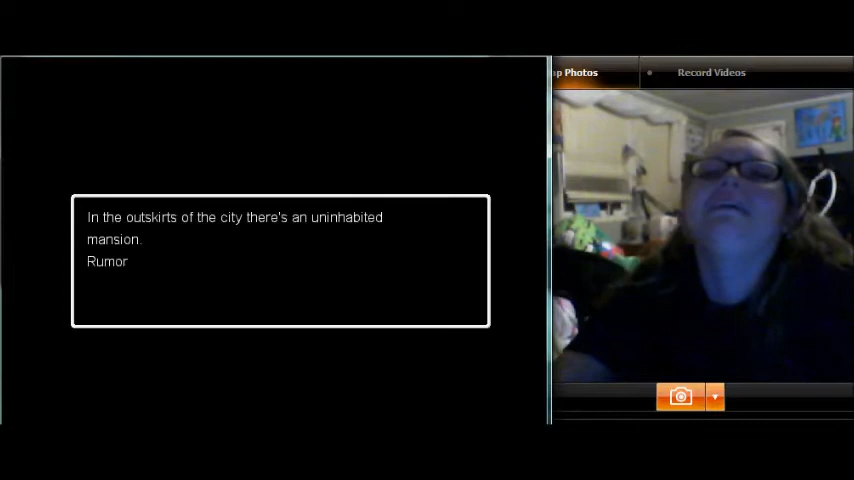 In the outskirts of the city there's an uninhabited
mansion.
Rumor
Photos
Record Videos